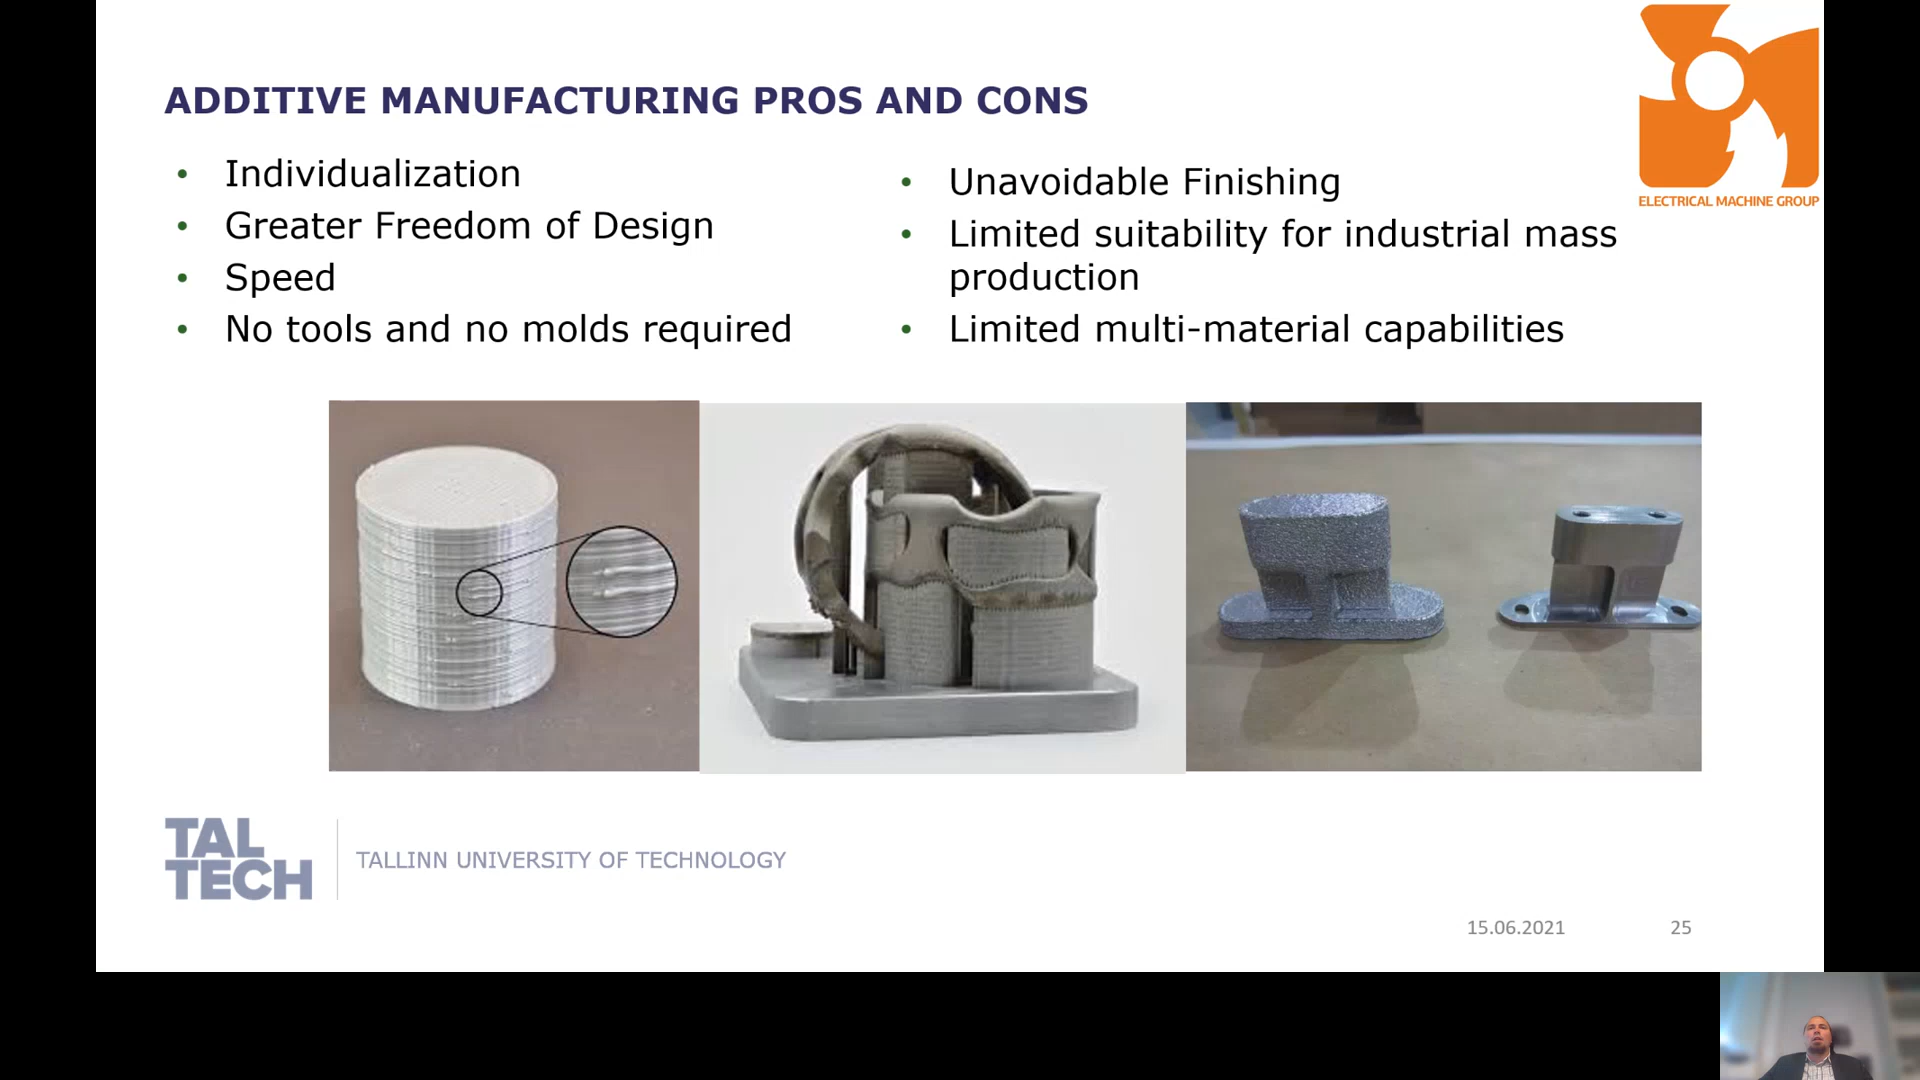 ADDITIVE MANUFACTURING PROS AND CONS
• Individualization
• Greater Freedom of Design
• Speed
• No tools and no molds required
• Unavoidable Finishing
• Limited suitability for industrial mass
production
• Limited multi-material capabilities
ELECTRICAL MACHINE GROUP
TAL
TECH
TALLINN UNIVERSITY OF TECHNOLOGY
15.06.2021
25